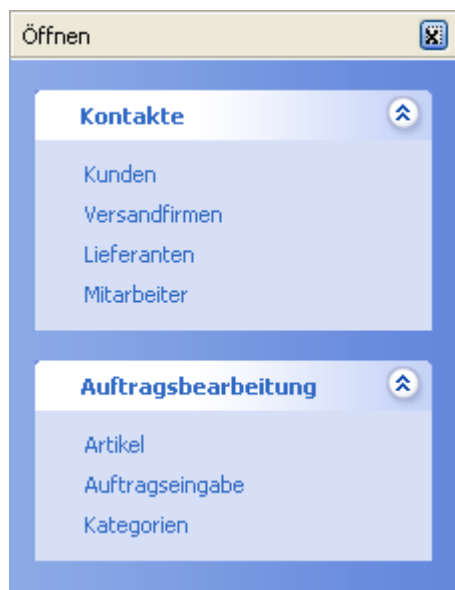 Öffnen
Kontakte
Kunden
Versandfirmen
Lieferanten
Mitarbeiter
Auftragsbearbeitung
Artikel
Auftragseingabe
Kategorien